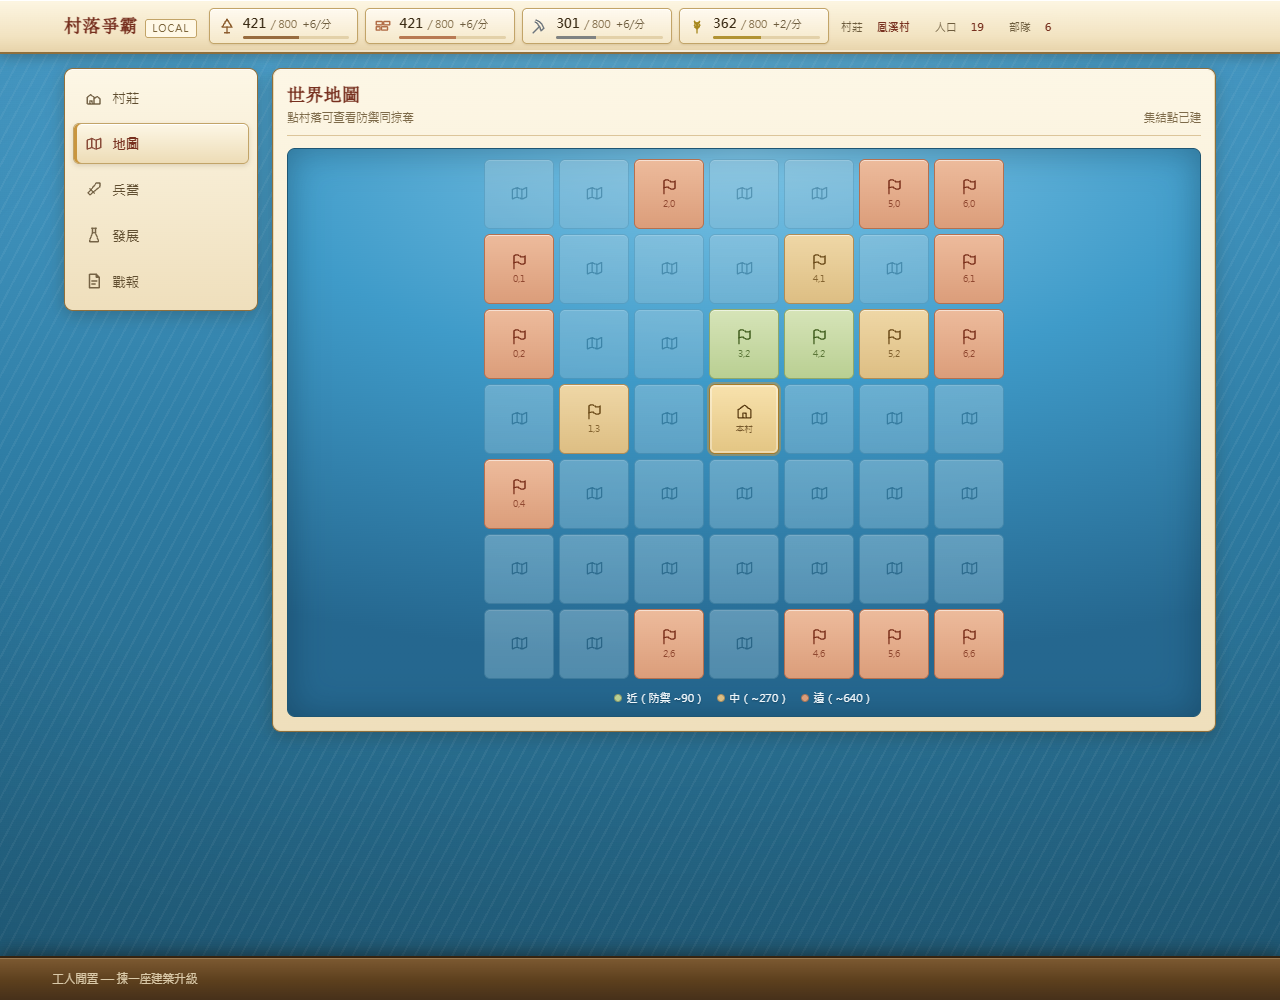 村落爭霸 LOCAL 421 / 800 +6/分 421 / 800 +6/分 301 / 800 +6/分 362 / 800 +2/分 村莊 風溪村 人口 19 部隊 6
村莊
地圖
兵營
發展
戰報
世界地圖
點村落可查看防禦同掠奪 集結點已建
2,0 5,0 6,0
0,1 4,1 6,1
0,2 3,2 4,2 5,2 6,2
1,3 本村
0,4
2,6 4,6 5,6 6,6
近 ( 防禦 ~90 ) 中 ( ~270 ) 遠 ( ~640 )
工人閒置 — 揀一座建築升級